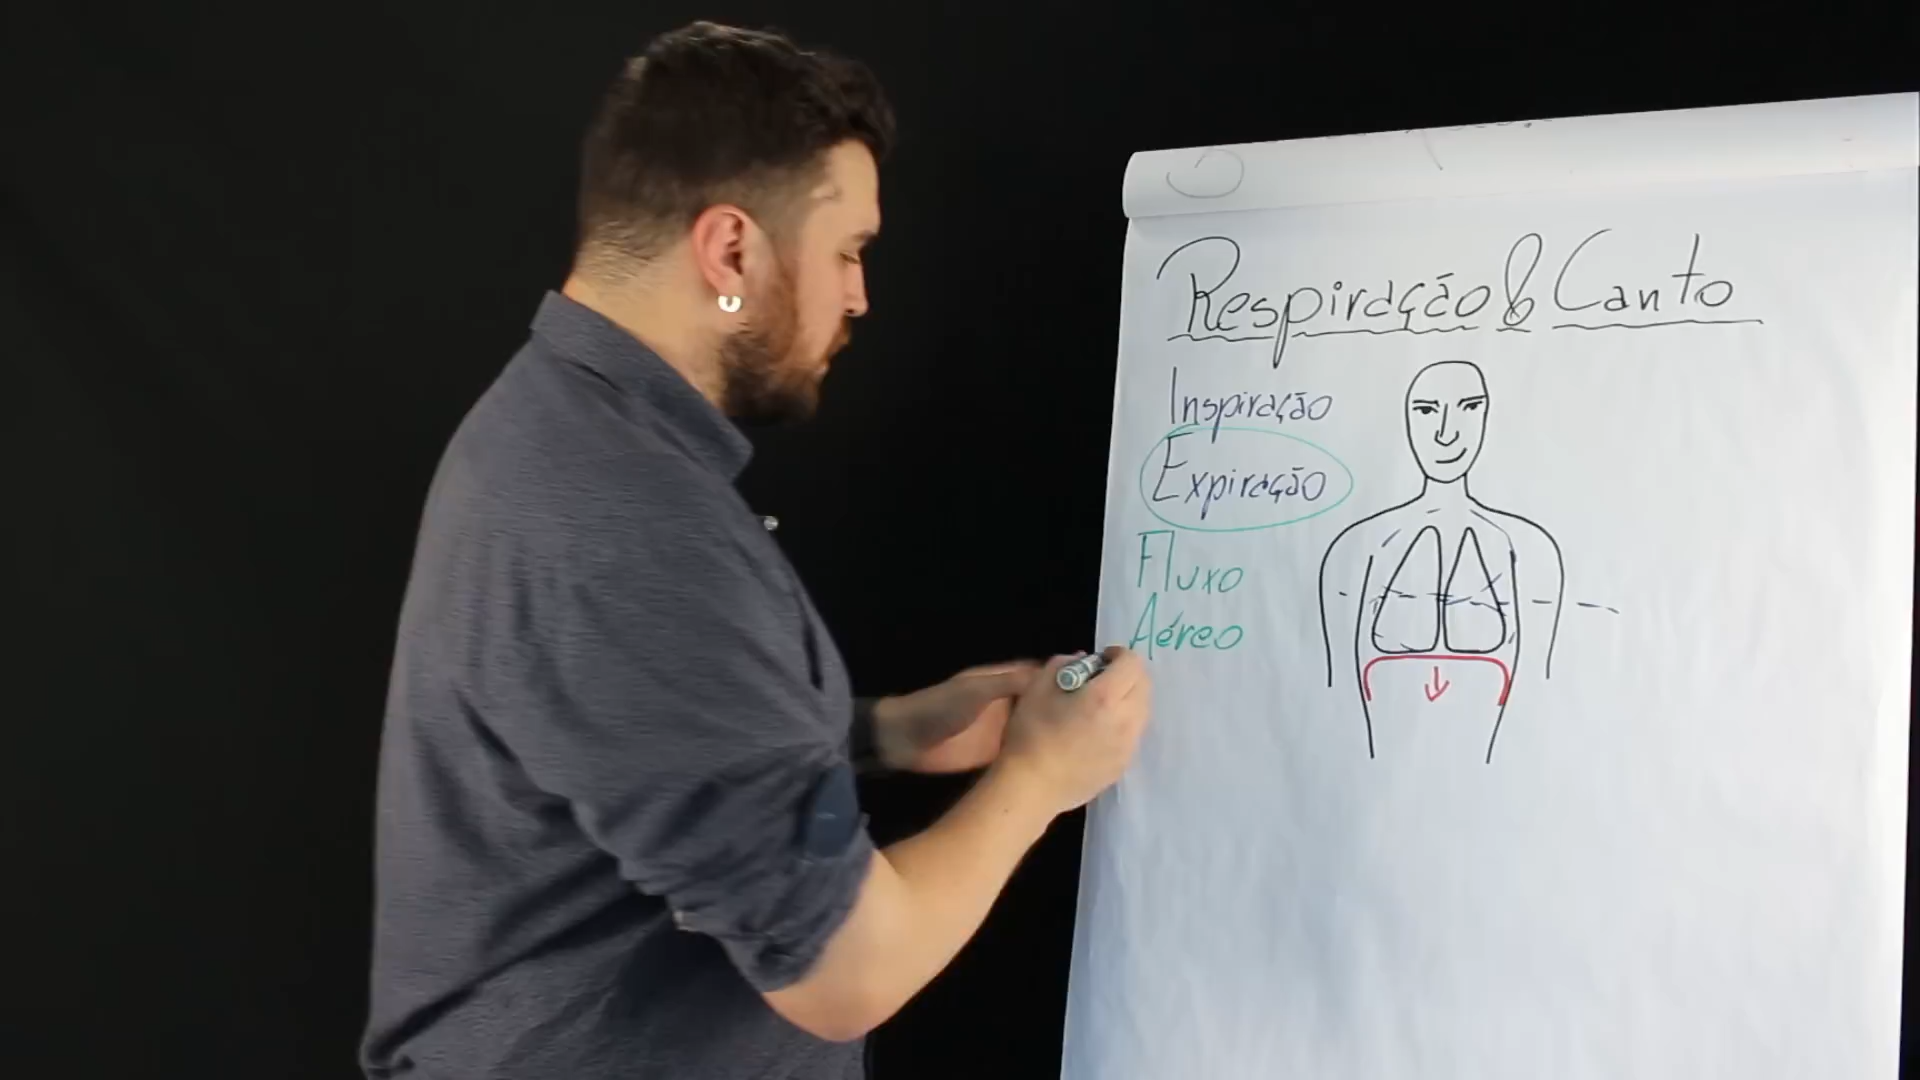 Respiração & Canto
Inspiração
Expiração
Fluxo
Aéreo